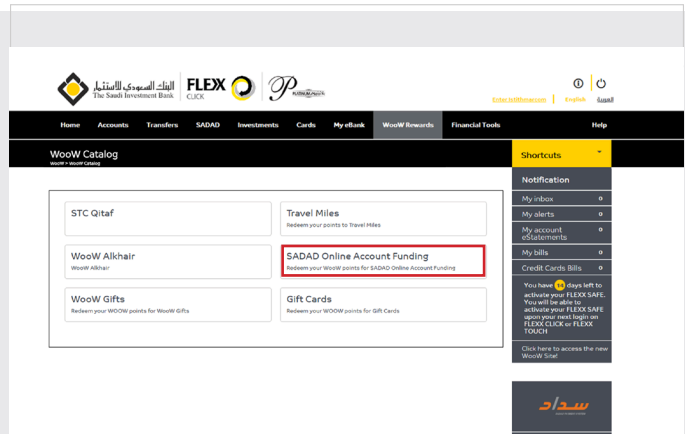 البنك السعودي للاستثمار
The Saudi Investment Bank
FLEXX
CLICK
العربية
English
Home Accounts Transfers SADAD Investments Cards My eBank WooW Rewards Financial Tools Help
WooW Catalog
WooW > WooW Catalog
STC Qitaf
Travel Miles
Redeem your points to Travel Miles
WooW Alkhair
WooW Alkhair
SADAD Online Account Funding
Redeem your WooW points for SADAD Online Account Funding
WooW Gifts
Redeem your WOOW points for WooW Gifts
Gift Cards
Redeem your WOOW points for Gift Cards
Shortcuts
Notification
My inbox 0
My alerts 0
My account 0
eStatements
My bills 0
Credit Cards Bills 0
You have 14 days left to
activate your FLEXX SAFE.
You will be able to
activate your FLEXX SAFE
upon your next login on
FLEXX CLICK or FLEXX
TOUCH
Click here to access the new
WooW Site!
سداد